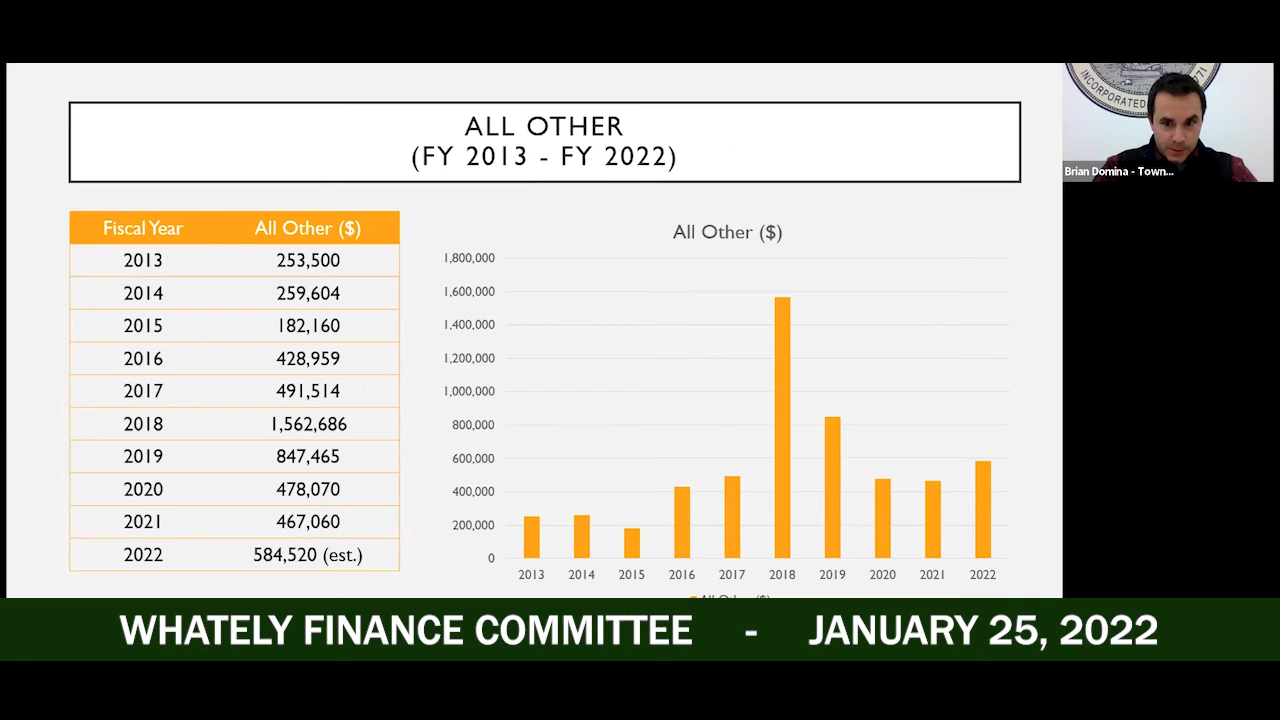 ALL OTHER
(FY 2013 - FY 2022)
INCORPORATED
1771
Brian Domina - Town...
Fiscal Year All Other ($)
2013 253,500
2014 259,604
2015 182,160
2016 428,959
2017 491,514
2018 1,562,686
2019 847,465
2020 478,070
2021 467,060
2022 584,520 (est.)
All Other ($)
1,800,000
1,600,000
1,400,000
1,200,000
1,000,000
800,000
600,000
400,000
200,000
0
2013 2014 2015 2016 2017 2018 2019 2020 2021 2022
All Other ($)
WHATELY FINANCE COMMITTEE - JANUARY 25, 2022